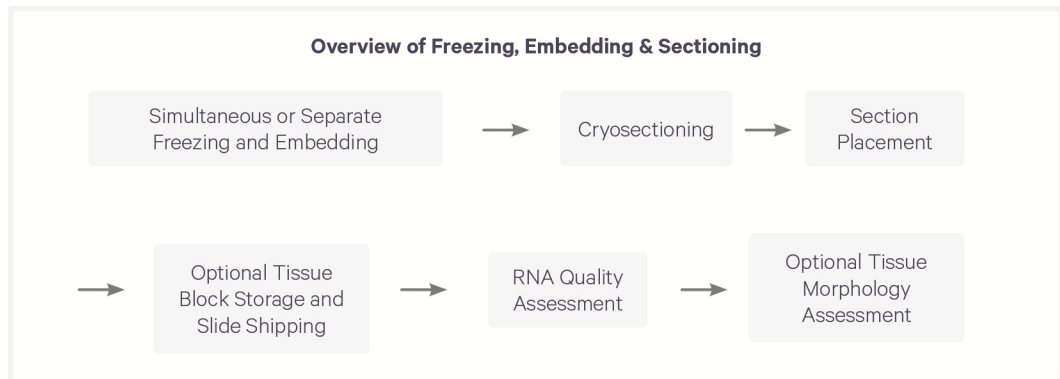 Overview of Freezing, Embedding & Sectioning
Simultaneous or Separate
Freezing and Embedding
Cryosectioning
Section
Placement
Optional Tissue
Block Storage and
Slide Shipping
RNA Quality
Assessment
Optional Tissue
Morphology
Assessment